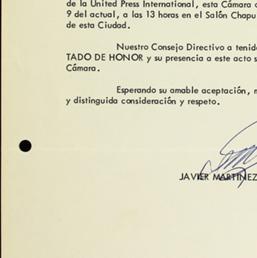 de la United Press International, esta Cámara
9 del actual, a las 13 horas en el Salón Chapu
de esta Ciudad.
Nuestro Consejo Directivo a tenid
TADO DE HONOR y su presencia a este acto s
Cámara.
Esperando su amable aceptación,
y distinguida consideración y respeto.
JAVIER MARTINEZ